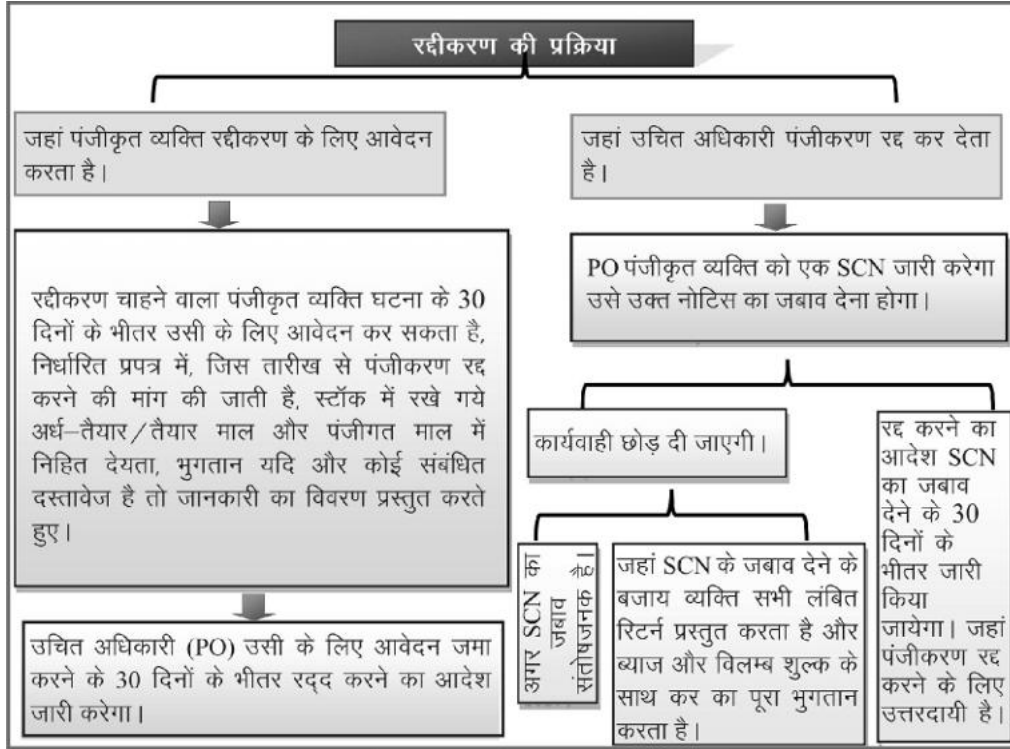 रद्दीकरण की प्रक्रिया
जहां पंजीकृत व्यक्ति रद्दीकरण के लिए आवेदन
करता है।
रद्दीकरण चाहने वाला पंजीकृत व्यक्ति घटना के 30
दिनों के भीतर उसी के लिए आवेदन कर सकता है,
निर्धारित प्रपत्र में, जिस तारीख से पंजीकरण रद्द
करने की मांग की जाती है, स्टॉक में रखे गये
अर्ध–तैयार/तैयार माल और पंजीगत माल में
निहित देयता, भुगतान यदि और कोई संबंधित
दस्तावेज है तो जानकारी का विवरण प्रस्तुत करते
हुए।
उचित अधिकारी (PO) उसी के लिए आवेदन जमा
करने के 30 दिनों के भीतर रद्द करने का आदेश
जारी करेगा।
जहां उचित अधिकारी पंजीकरण रद्द कर देता
है।
PO पंजीकृत व्यक्ति को एक SCN जारी करेगा
उसे उक्त नोटिस का जबाव देना होगा।
कार्यवाही छोड़ दी जाएगी।
अगर SCN का
जबाव
संतोषजनक है।
जहां SCN के जबाव देने के
बजाय व्यक्ति सभी लंबित
रिटर्न प्रस्तुत करता है और
ब्याज और विलम्ब शुल्क के
साथ कर का पूरा भुगतान
करता है।
रद्द करने का
आदेश SCN
का जबाव
देने के 30
दिनों के
भीतर जारी
किया
जायेगा। जहां
पंजीकरण रद्द
करने के लिए
उत्तरदायी है।